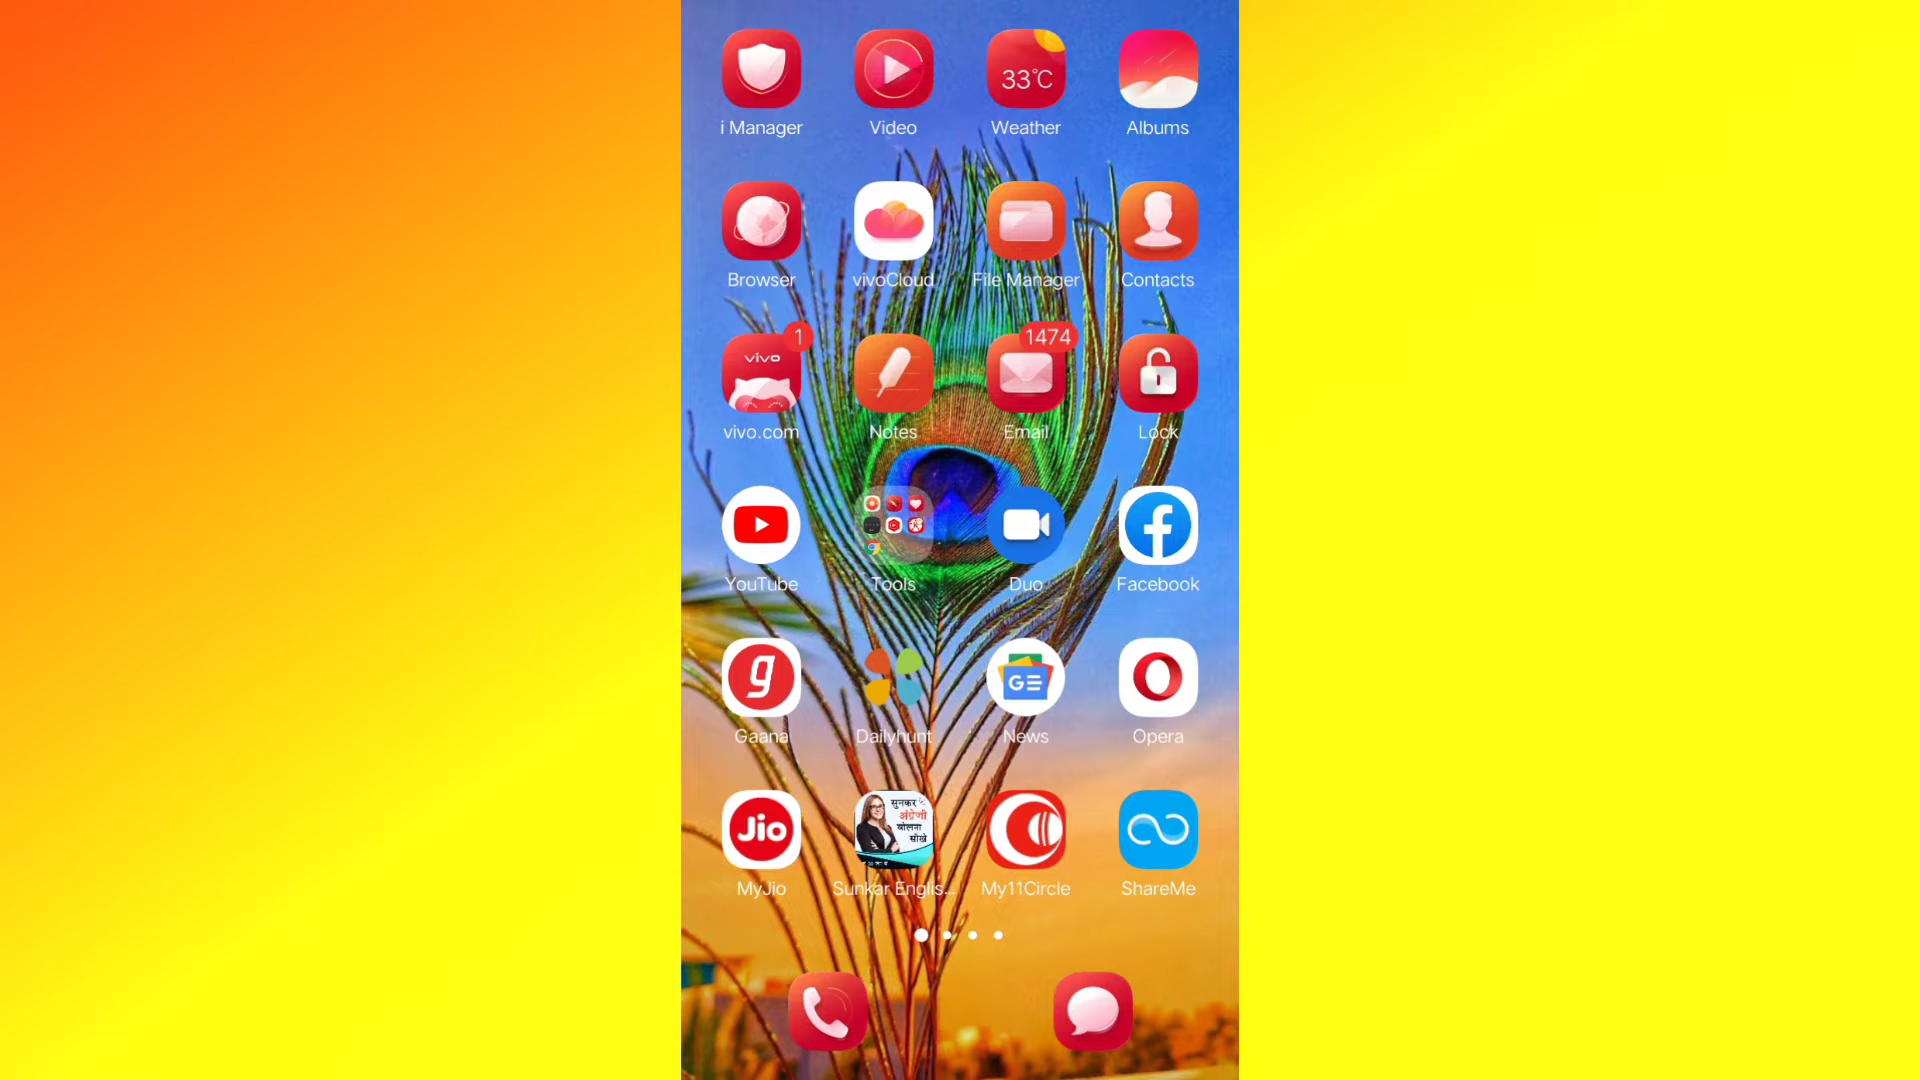 33°C
i Manager
Video
Weather
Albums
Browser
vivoCloud
File Manager
Contacts
1
1474
vivo
vivo.com
Notes
Email
Lock
YouTube
Tools
Duo
Facebook
g
GE
Gaana
Dailyhunt
News
Opera
Jio
सुनकर
अंग्रेजी
बोलना
सीखे
MyJio
Sunkar Englis...
My11Circle
ShareMe